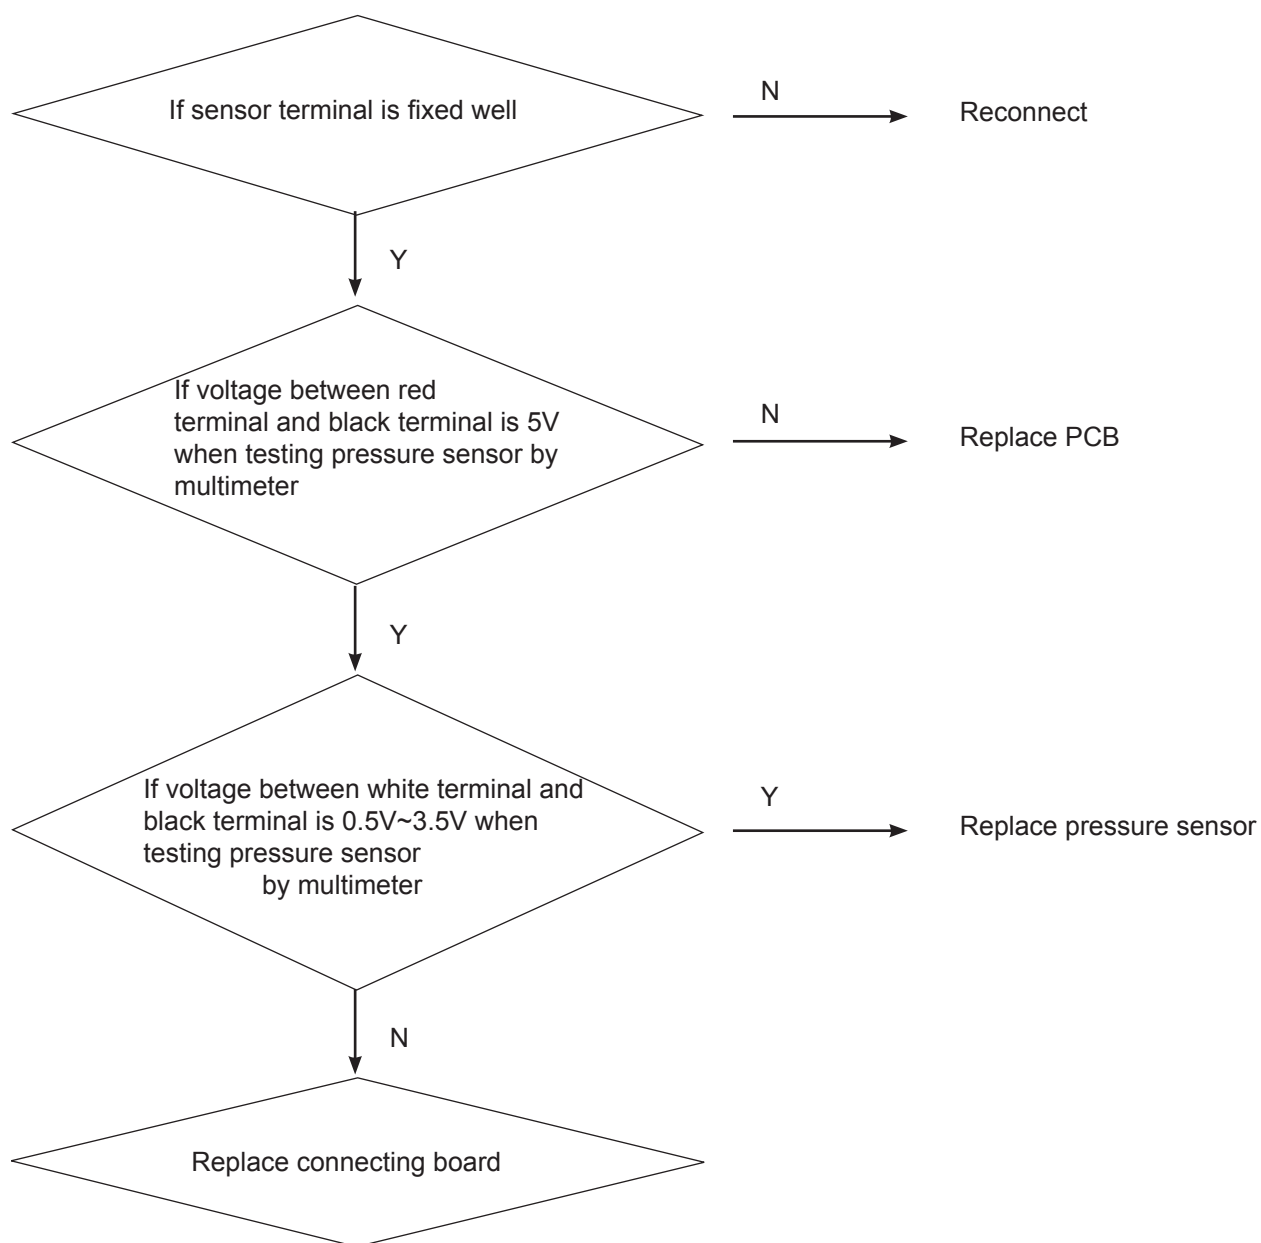 If sensor terminal is fixed well
N
Reconnect
Y
If voltage between red
terminal and black terminal is 5V
when testing pressure sensor by
multimeter
N
Replace PCB
Y
If voltage between white terminal and
black terminal is 0.5V~3.5V when
testing pressure sensor
by multimeter
Y
Replace pressure sensor
N
Replace connecting board